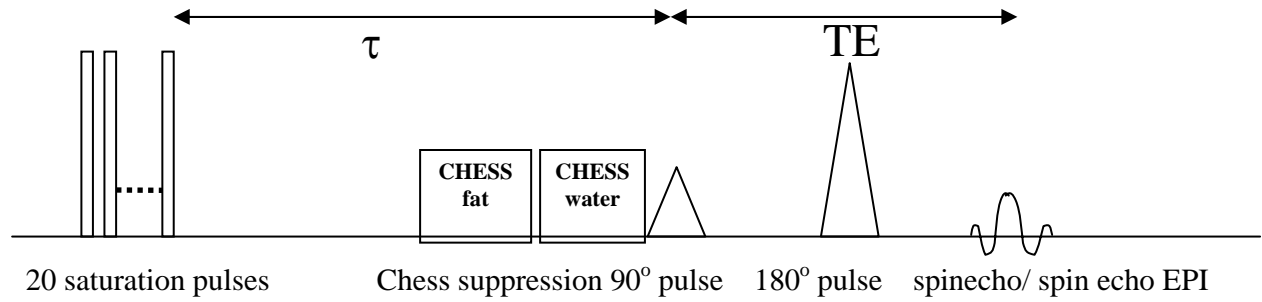 τ
TE
CHESS
fat
CHESS
water
20 saturation pulses
Chess suppression 90° pulse
180° pulse
spinecho/ spin echo EPI